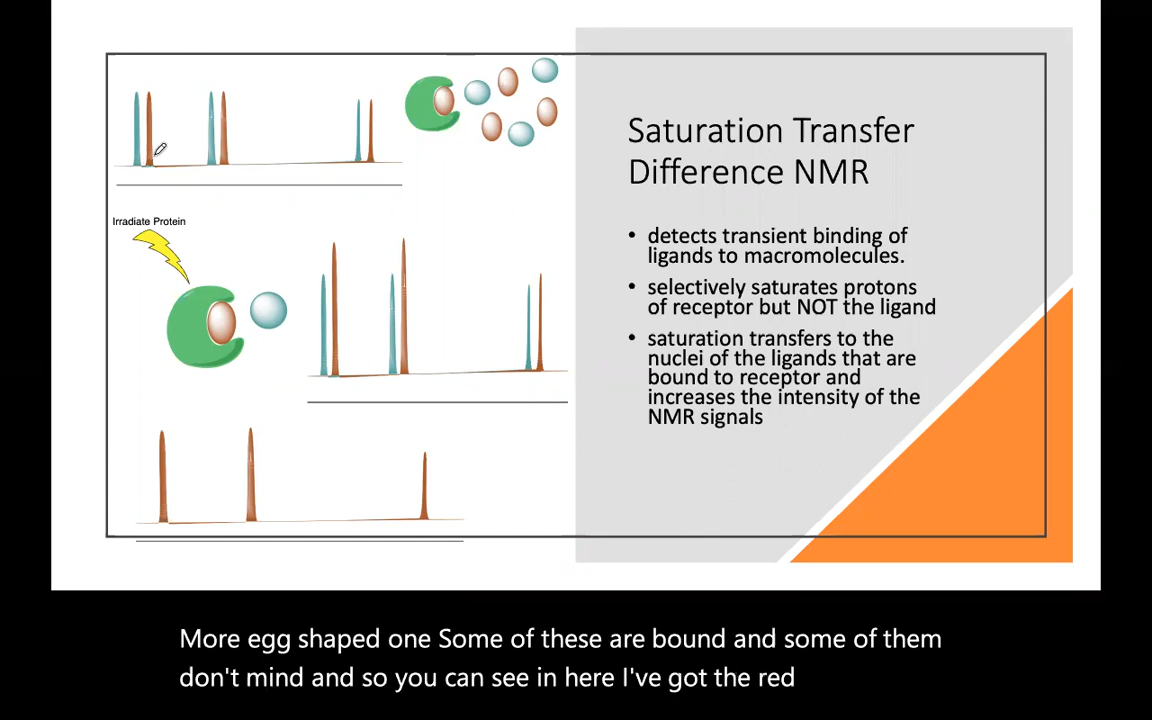 Saturation Transfer
Difference NMR
• detects transient binding of
ligands to macromolecules.
• selectively saturates protons
of receptor but NOT the ligand
• saturation transfers to the
nuclei of the ligands that are
bound to receptor and
increases the intensity of the
NMR signals
Irradiate Protein
More egg shaped one Some of these are bound and some of them
don't mind and so you can see in here I've got the red